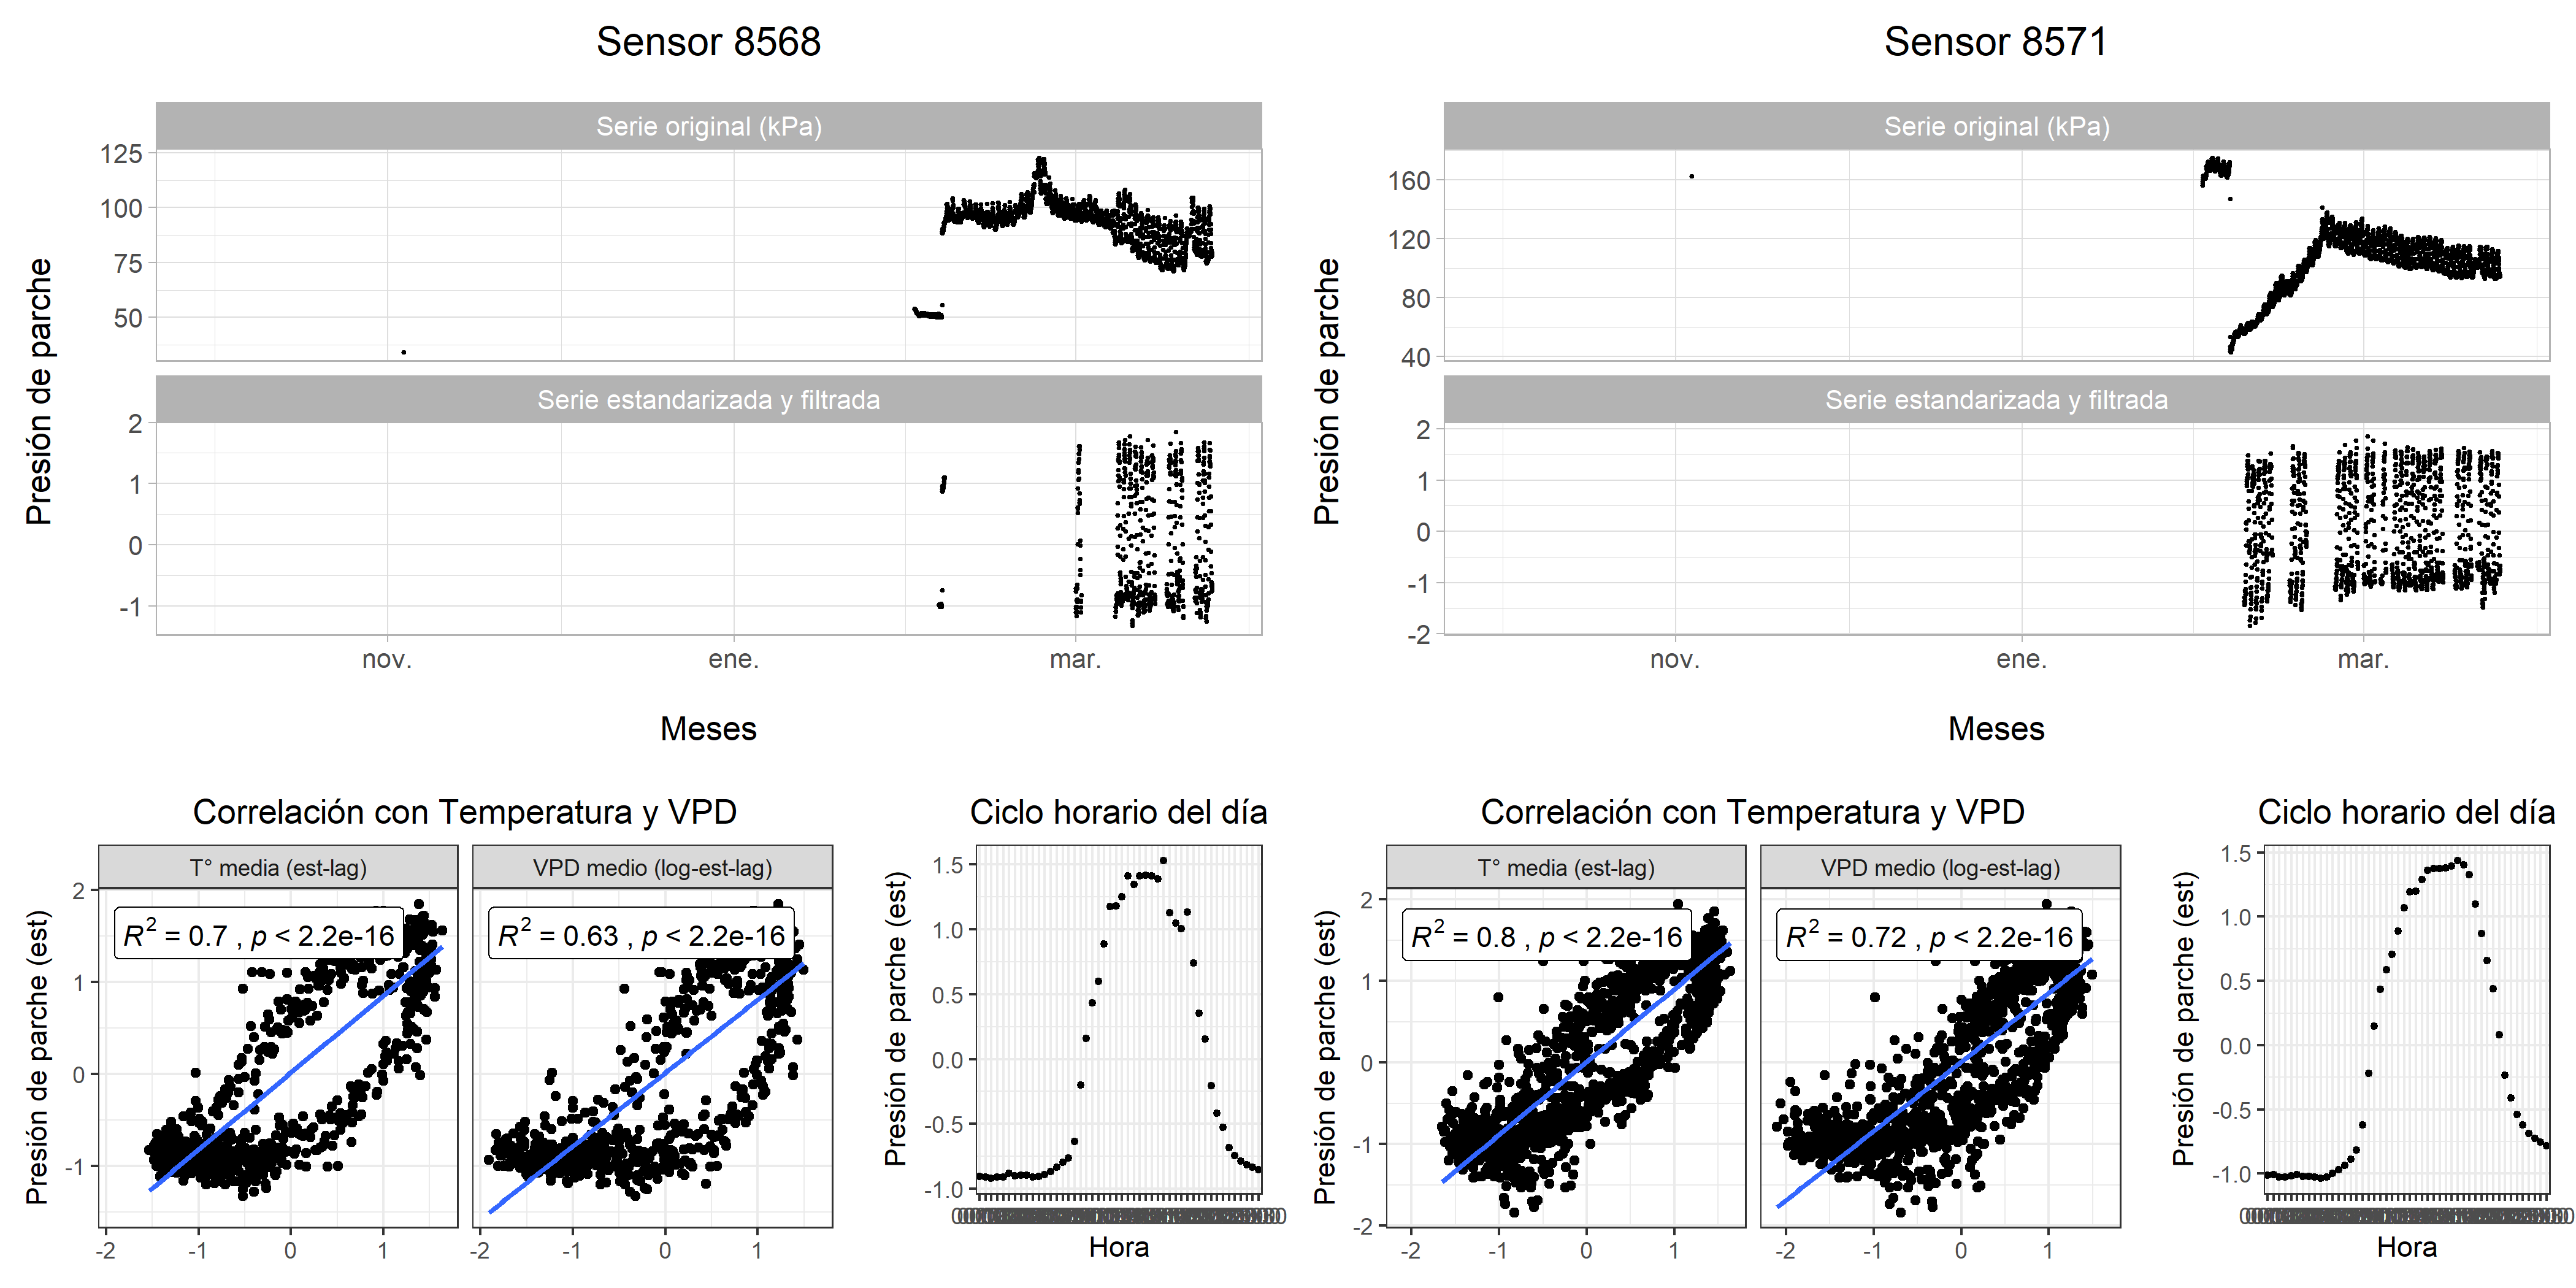 Sensor 8568
Serie original (kPa)
125
100
75
50
Serie estandarizada y filtrada
2
1
0
-1
Presión de parche
nov.
ene.
mar.
Meses
Correlación con Temperatura y VPD
T° media (est-lag)
VPD medio (log-est-lag)
R² = 0.7 , p < 2.2e-16
R² = 0.63 , p < 2.2e-16
Presión de parche (est)
2
1
0
-1
-2
-1
0
1
-2
-1
0
1
Ciclo horario del día
Presión de parche (est)
1.5
1.0
0.5
0.0
-0.5
-1.0
Hora
Sensor 8571
Serie original (kPa)
160
120
80
40
Serie estandarizada y filtrada
2
1
0
-1
-2
Presión de parche
nov.
ene.
mar.
Meses
Correlación con Temperatura y VPD
T° media (est-lag)
VPD medio (log-est-lag)
R² = 0.8 , p < 2.2e-16
R² = 0.72 , p < 2.2e-16
Presión de parche (est)
2
1
0
-1
-2
-2
-1
0
1
-2
-1
0
1
Ciclo horario del día
Presión de parche (est)
1.5
1.0
0.5
0.0
-0.5
-1.0
Hora